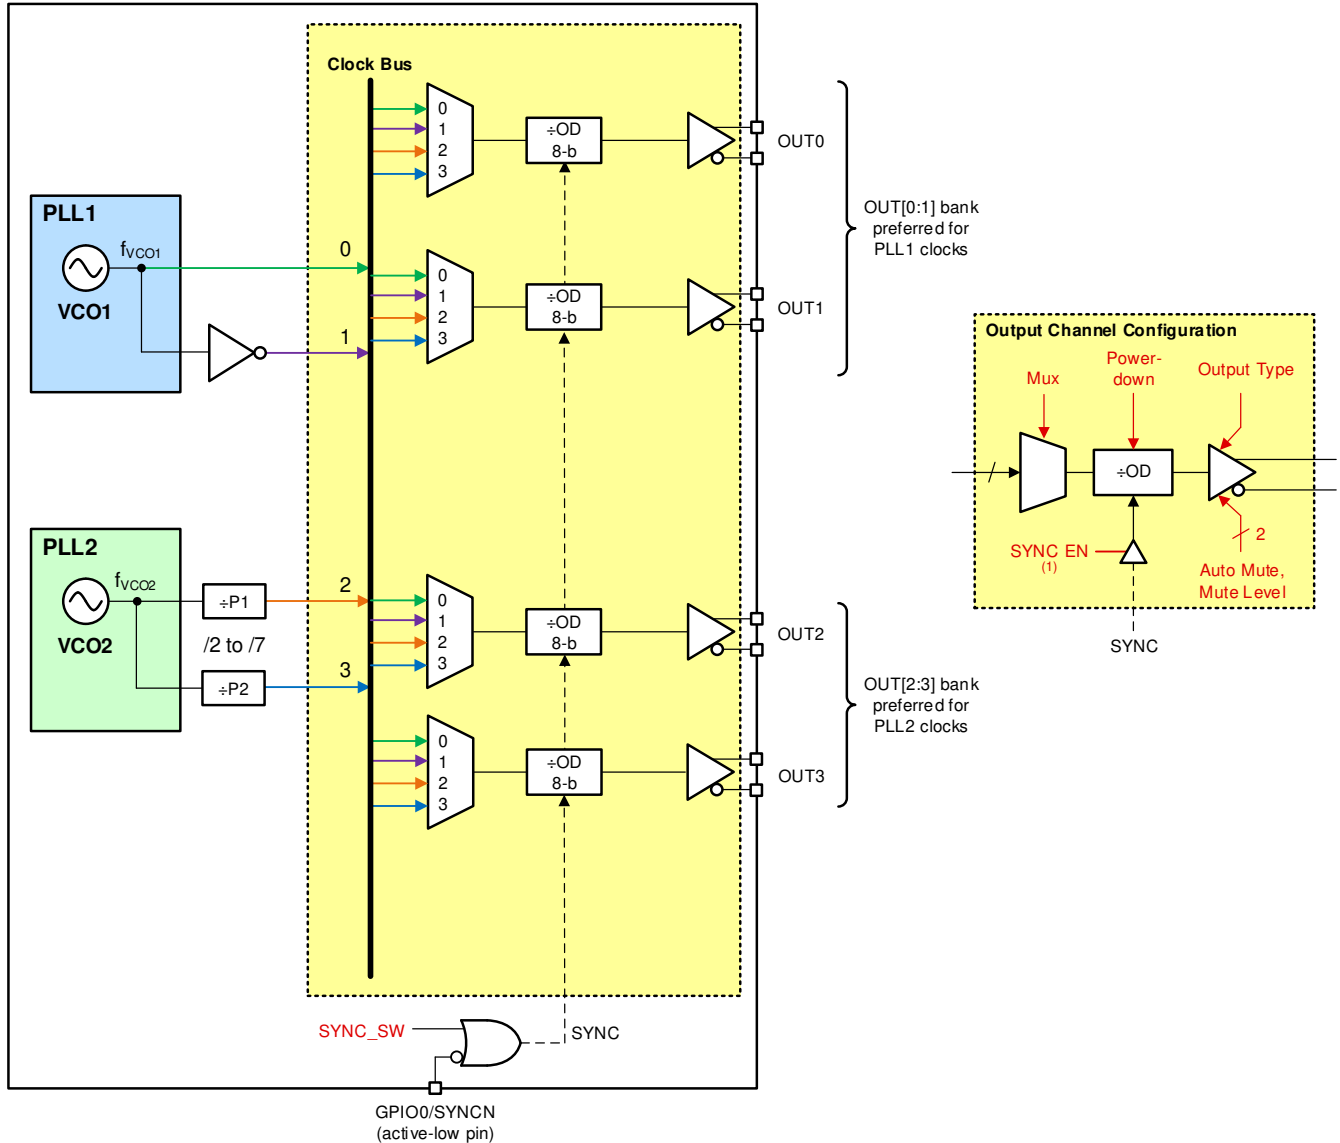 Clock Bus
0
1
2
3
÷OD
8-b
OUT0
PLL1
fVCO1
VCO1
0
1
0
1
2
3
÷OD
8-b
OUT1
OUT[0:1] bank
preferred for
PLL1 clocks
PLL2
fVCO2
VCO2
÷P1
/2 to /7
÷P2
2
3
0
1
2
3
÷OD
8-b
OUT2
0
1
2
3
÷OD
8-b
OUT3
OUT[2:3] bank
preferred for
PLL2 clocks
SYNC_SW
SYNC
GPIO0/SYNCN
(active-low pin)
Output Channel Configuration
Mux
Power-
down
Output Type
÷OD
SYNC EN
(1)
2
Auto Mute,
Mute Level
SYNC